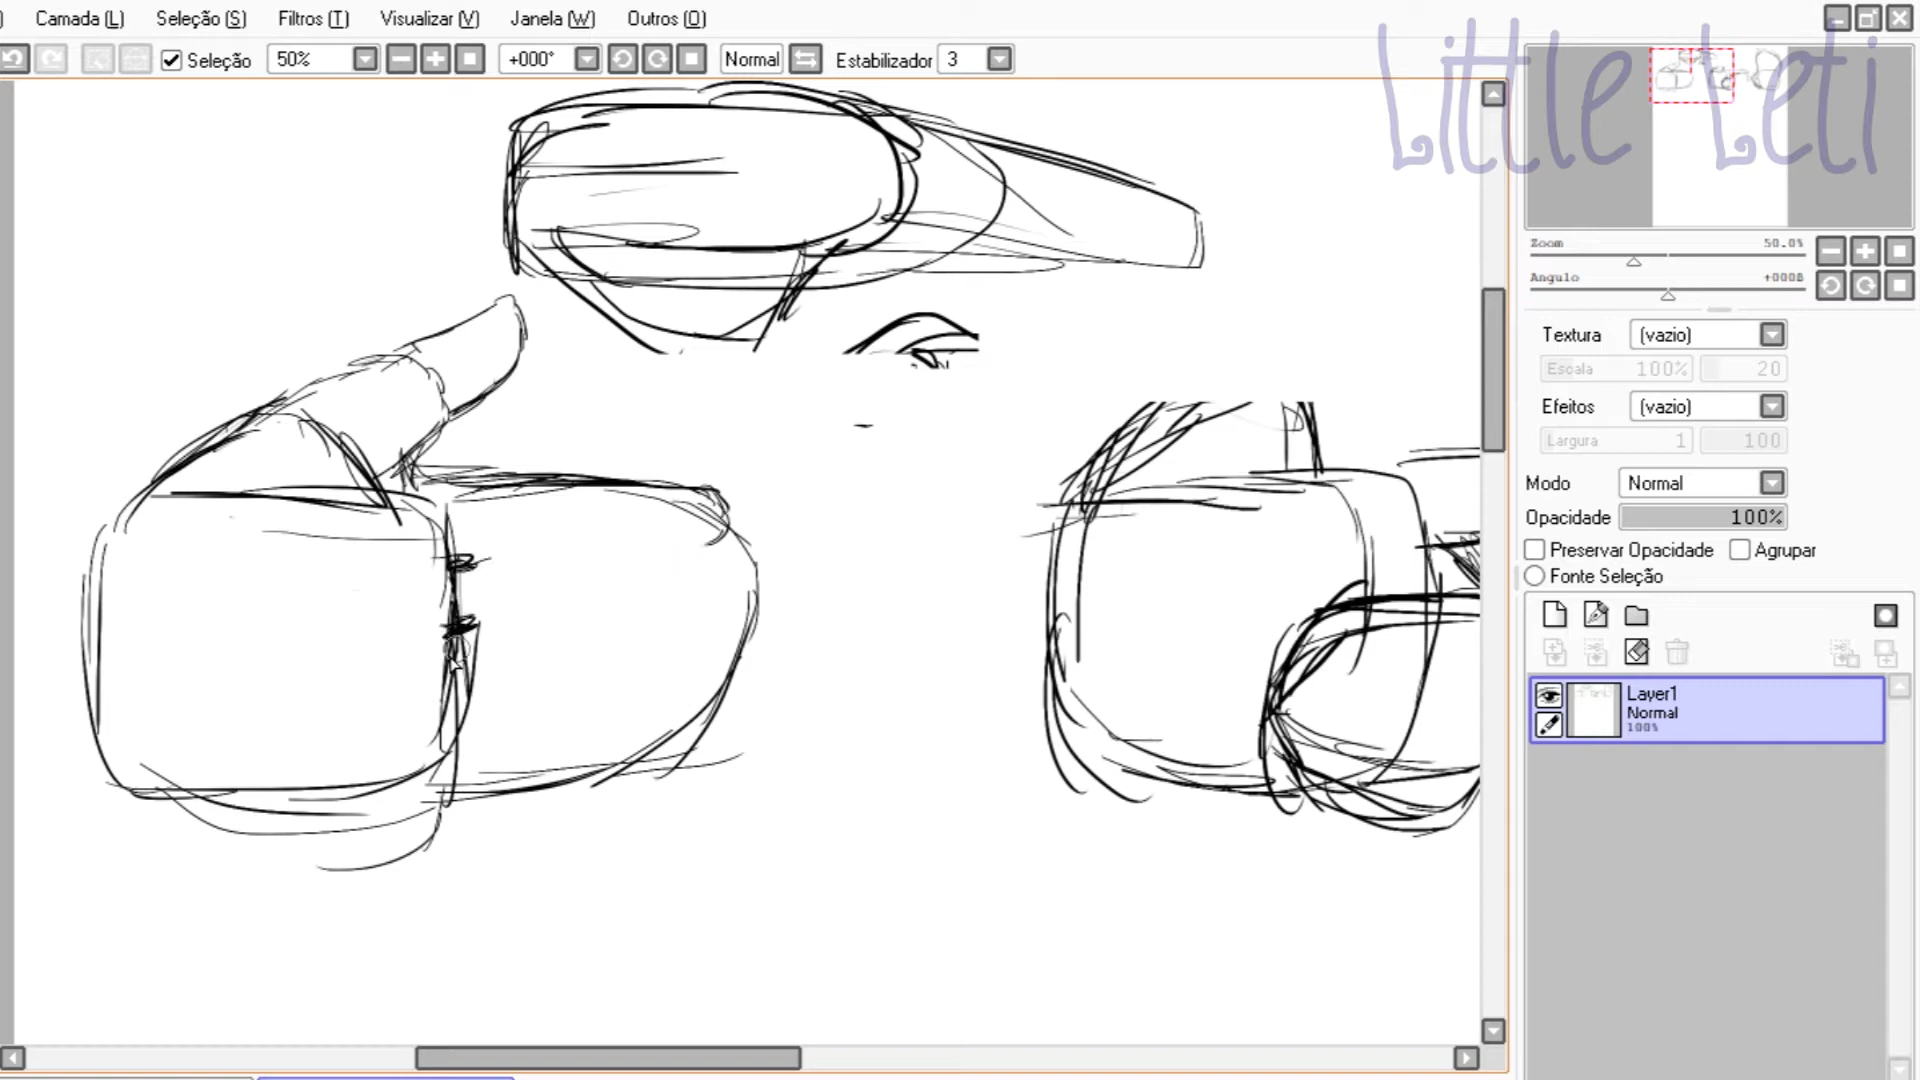 Camada (L) Seleção (S) Filtros (T) Visualizar (V) Janela (W) Outros (O)
Seleção 50% +000° Normal Estabilizador 3
Little Leti
Zoom 50.0%
Angulo +000°
Textura (vazio)
Escala 100% 20
Efeitos (vazio)
Largura 1 100
Modo Normal
Opacidade 100%
Preservar Opacidade Agrupar
Fonte Seleção
Layer1
Normal
100%